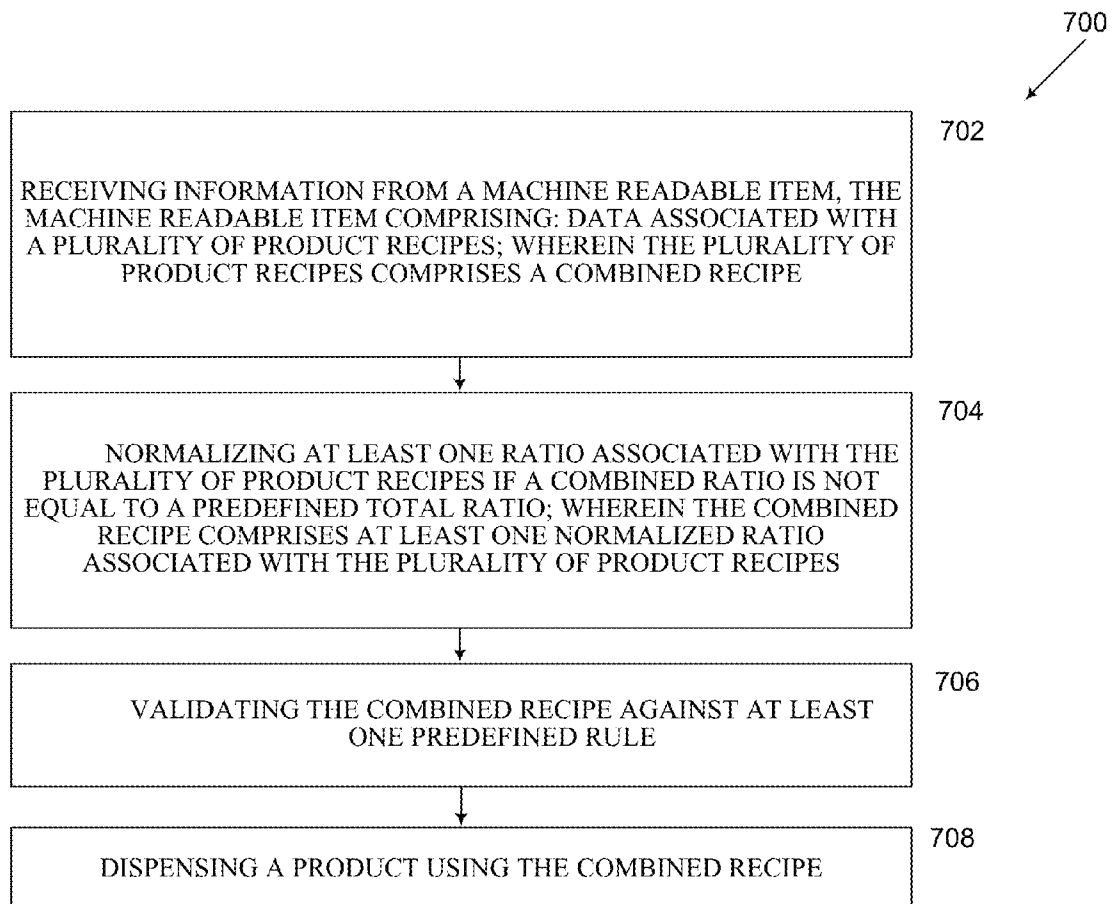 700
702
RECEIVING INFORMATION FROM A MACHINE READABLE ITEM, THE
MACHINE READABLE ITEM COMPRISING: DATA ASSOCIATED WITH
A PLURALITY OF PRODUCT RECIPES; WHEREIN THE PLURALITY OF
PRODUCT RECIPES COMPRISES A COMBINED RECIPE
704
NORMALIZING AT LEAST ONE RATIO ASSOCIATED WITH THE
PLURALITY OF PRODUCT RECIPES IF A COMBINED RATIO IS NOT
EQUAL TO A PREDEFINED TOTAL RATIO; WHEREIN THE COMBINED
RECIPE COMPRISES AT LEAST ONE NORMALIZED RATIO
ASSOCIATED WITH THE PLURALITY OF PRODUCT RECIPES
706
VALIDATING THE COMBINED RECIPE AGAINST AT LEAST
ONE PREDEFINED RULE
708
DISPENSING A PRODUCT USING THE COMBINED RECIPE